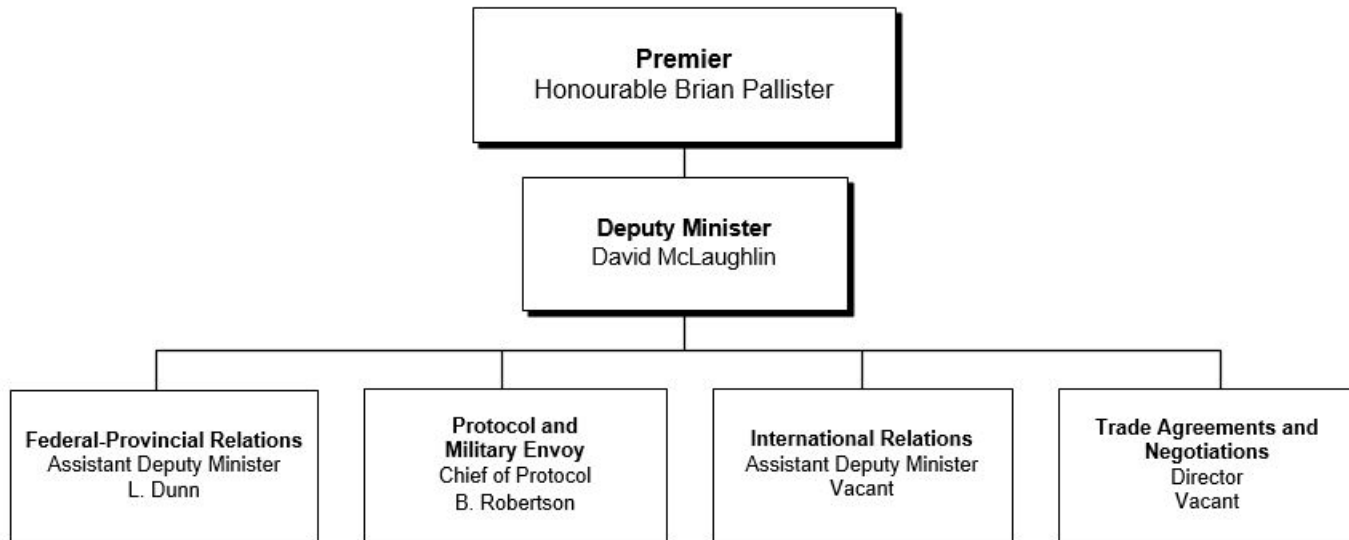 Premier
Honourable Brian Pallister
Deputy Minister
David McLaughlin
Federal-Provincial Relations
Assistant Deputy Minister
L. Dunn
Protocol and
Military Envoy
Chief of Protocol
B. Robertson
International Relations
Assistant Deputy Minister
Vacant
Trade Agreements and
Negotiations
Director
Vacant